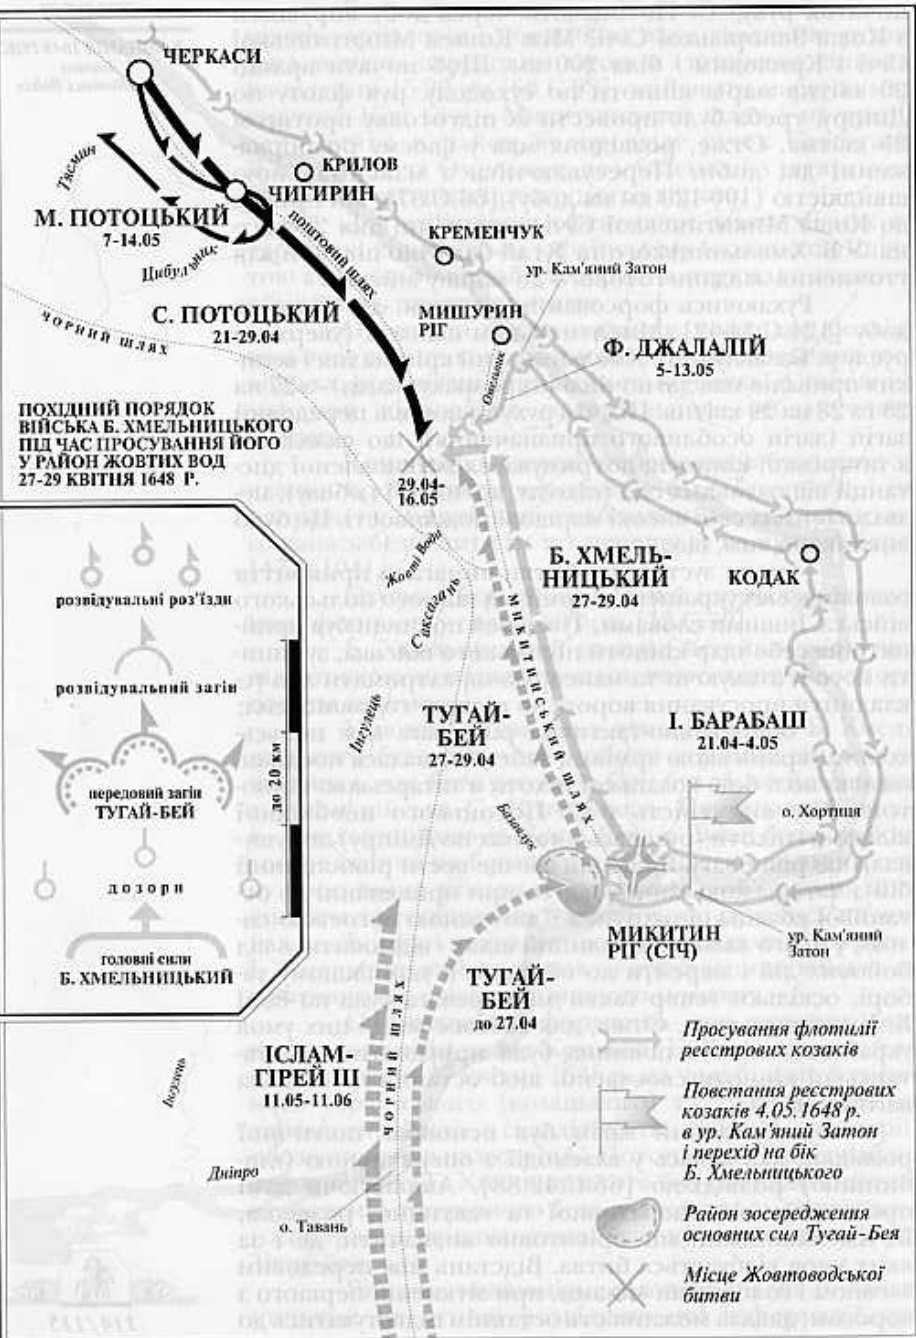 ЧЕРКАСИ
КРИЛОВ
ЧИГИРИН
Тясмин
М. ПОТОЦЬКИЙ
7-14.05
Цибульник
ПОШТОВИЙ ШЛЯХ
КРЕМЕНЧУК
ур. Кам'яний Затон
С. ПОТОЦЬКИЙ
21-29.04
МИШУРИН
РІГ
ЧОРНИЙ ШЛЯХ
Ф. ДЖАЛАЛІЙ
5-13.05
Омельник
ПОХІДНИЙ ПОРЯДОК
ВІЙСЬКА Б. ХМЕЛЬНИЦЬКОГО
ПІД ЧАС ПРОСУВАННЯ ЙОГО
У РАЙОН ЖОВТИХ ВОД
27-29 КВІТНЯ 1648 Р.
29.04-
16.05
Жовті Води
Саксагань
Б. ХМЕЛЬ-
НИЦЬКИЙ
27-29.04
КОДАК
розвідувальні роз'їзди
розвідувальний загін
передовий загін
ТУГАЙ-БЕЙ
до 20 км
дозори
головні сили
Б. ХМЕЛЬНИЦЬКИЙ
МИКИТИНСЬКИЙ ШЛЯХ
Інгулець
ТУГАЙ-
БЕЙ
27-29.04
І. БАРАБАШ
21.04-4.05
Базавлук
о. Хортиця
МИКИТИН
РІГ (СІЧ)
ур. Кам'яний
Затон
ТУГАЙ-
БЕЙ
до 27.04
ІСЛАМ-
ГІРЕЙ III
11.05-11.06
ЧОРНИЙ ШЛЯХ
Інгулець
Дніпро
о. Тавань
Просування флотилії
реєстрових козаків
Повстання реєстрових
козаків 4.05.1648 р.
в ур. Кам'яний Затон
і перехід на бік
Б. Хмельницького
Район зосередження
основних сил Тугай-Бея
Місце Жовтоводської
битви